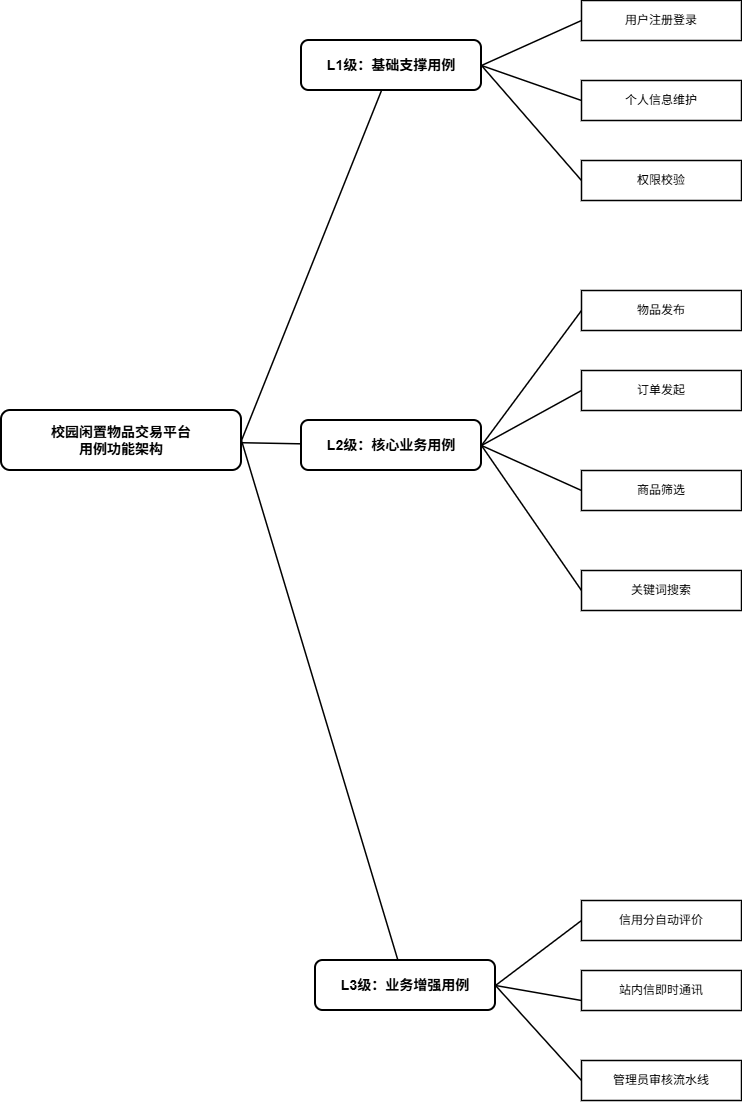 校园闲置物品交易平台
用例功能架构
L1级：基础支撑用例
用户注册登录
个人信息维护
权限校验
L2级：核心业务用例
物品发布
订单发起
商品筛选
关键词搜索
L3级：业务增强用例
信用分自动评价
站内信即时通讯
管理员审核流水线